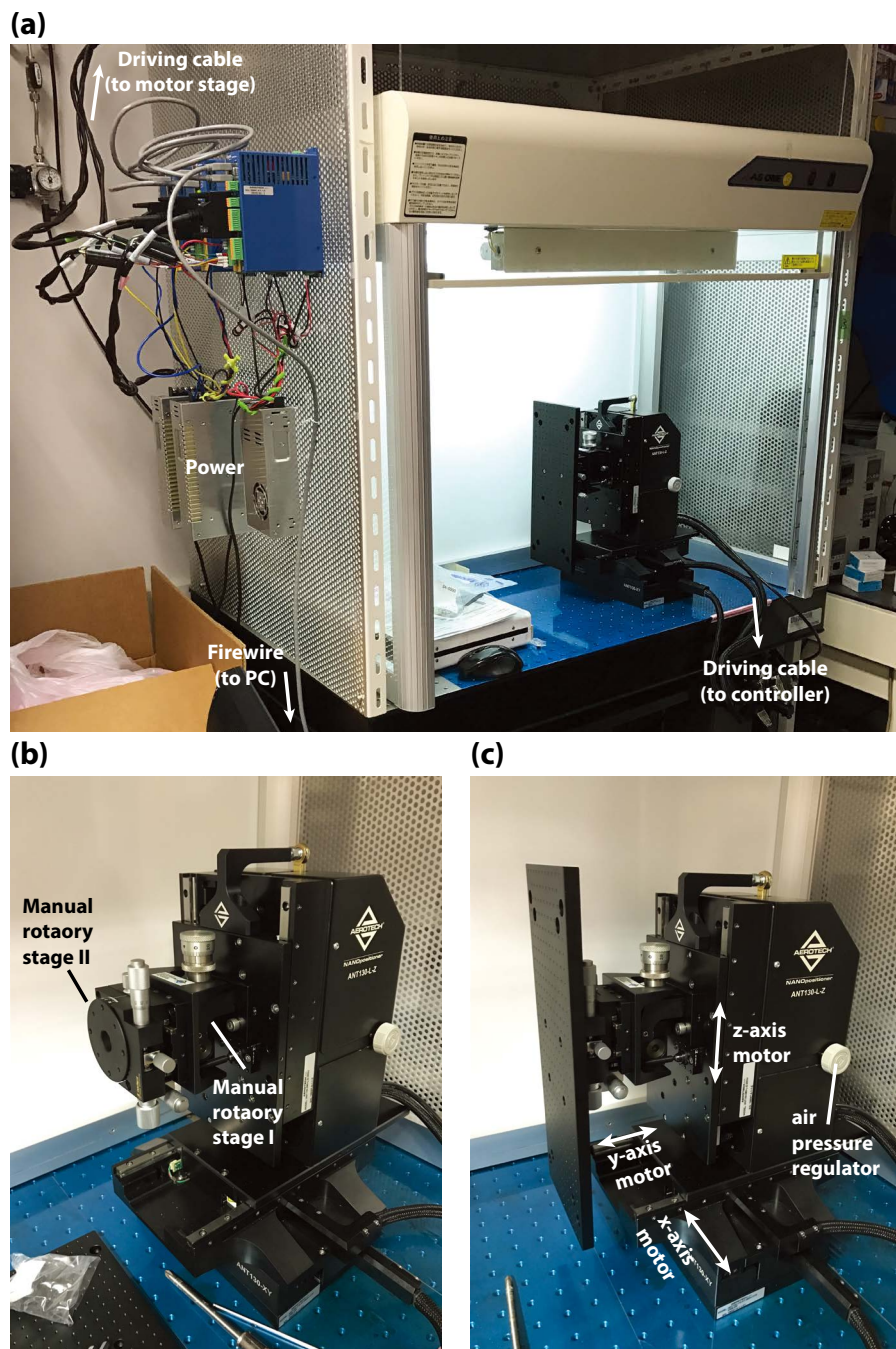 (a)
Driving cable
(to motor stage)
AS ONE
ANT130-L-Z
Power
Firewire
(to PC)
Driving cable
(to controller)
(b)
(c)
Manual
rotaory
stage II
AEROTECH
NANOpositioner
ANT130-L-Z
Manual
rotaory
stage I
ANT130-XY
AEROTECH
NANOpositioner
ANT130-L-Z
z-axis
motor
air
pressure
regulator
y-axis
motor
x-axis
motor